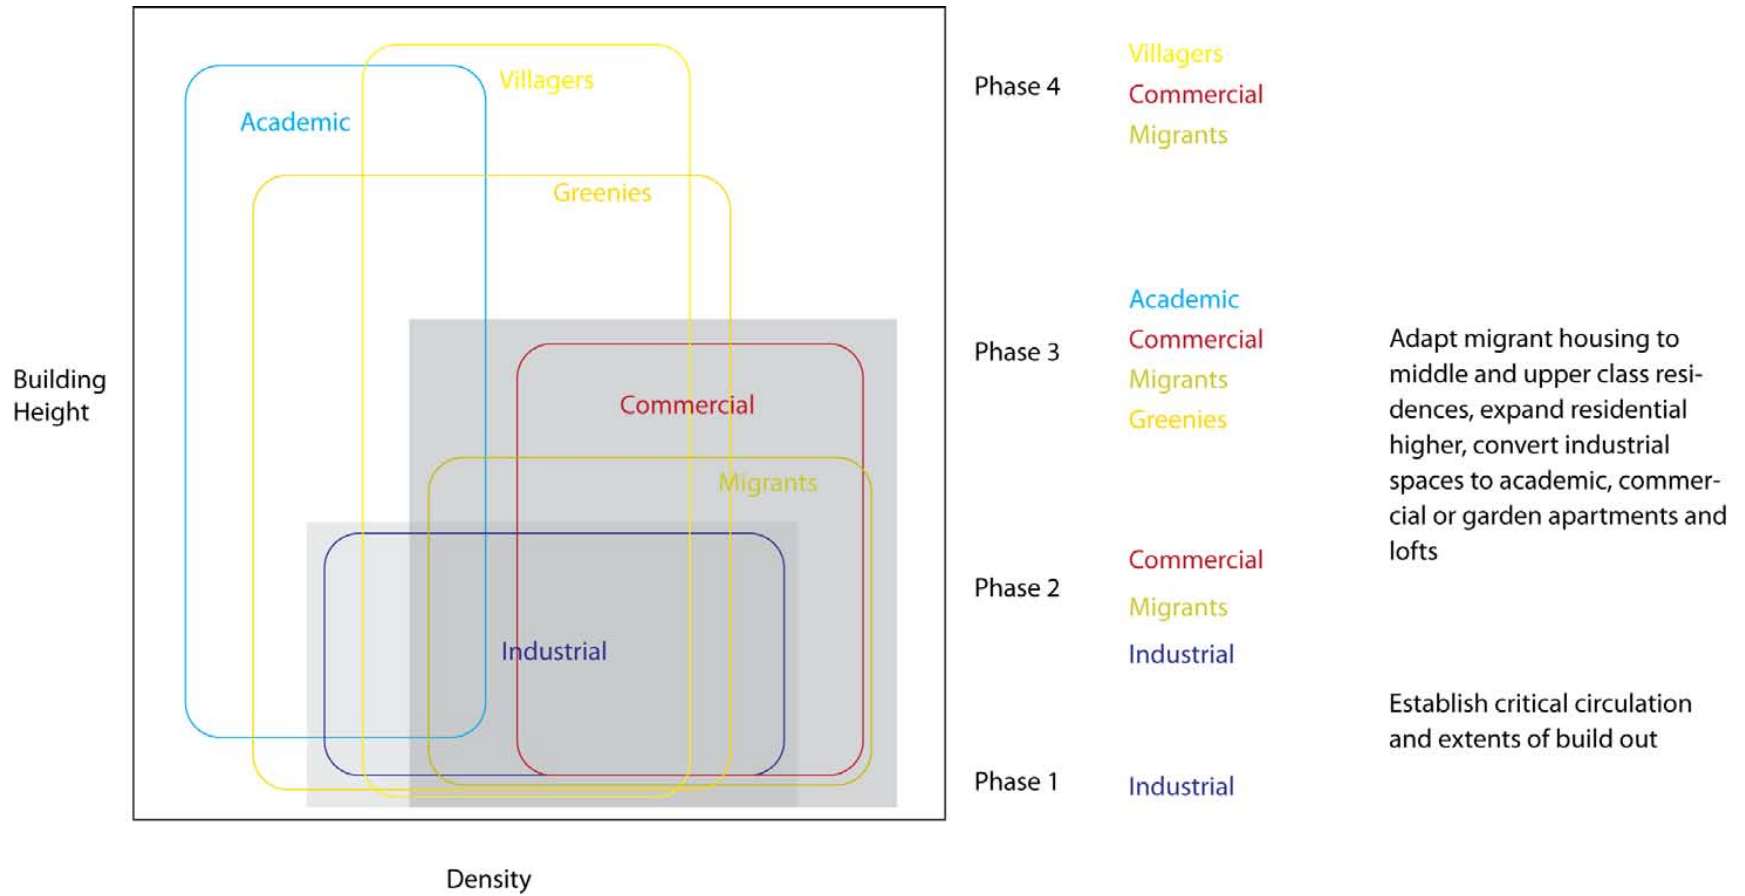 Villagers
Academic
Greenies
Commercial
Migrants
Industrial
Building
Height
Density
Phase 4
Villagers
Commercial
Migrants
Phase 3
Academic
Commercial
Migrants
Greenies
Adapt migrant housing to
middle and upper class resi-
dences, expand residential
higher, convert industrial
spaces to academic, commer-
cial or garden apartments and
lofts
Phase 2
Commercial
Migrants
Industrial
Establish critical circulation
and extents of build out
Phase 1
Industrial